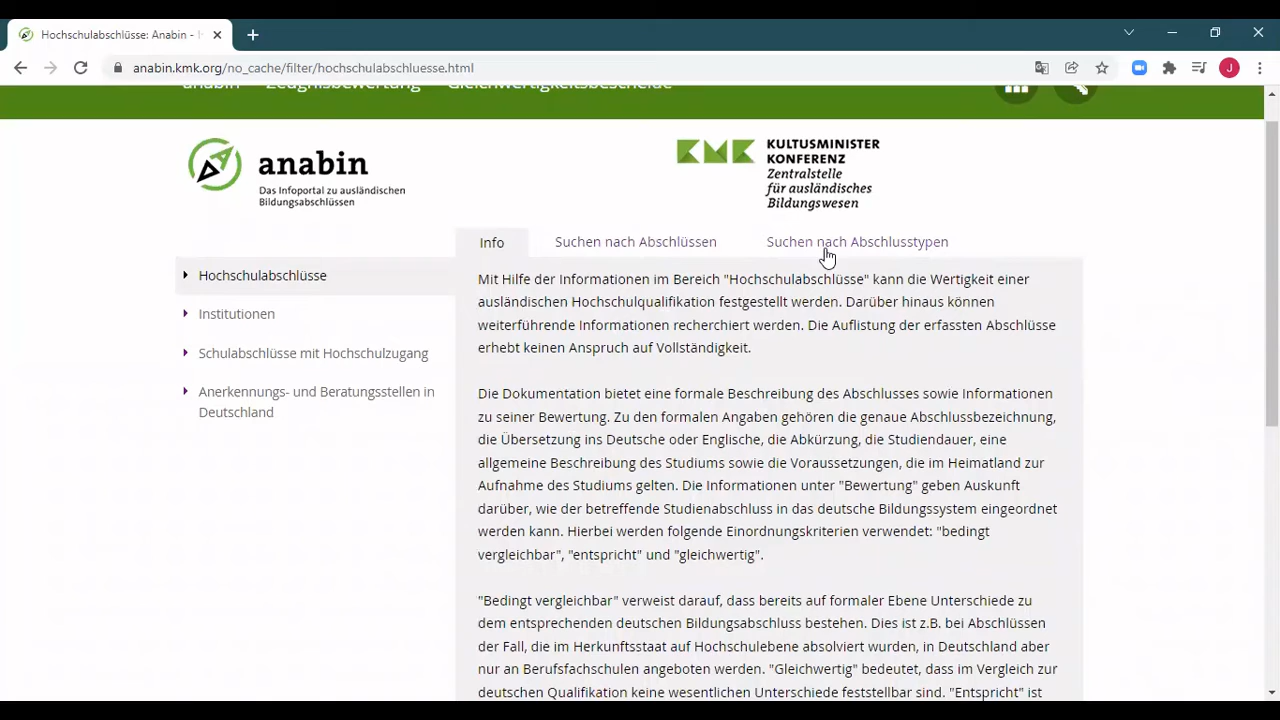 Hochschulabschlüsse: Anabin - I
anabin.kmk.org/no_cache/filter/hochschulabschluesse.html
J
anabin Zeugnisbewertung Gleichwertigkeitsbescheide
anabin
Das Infoportal zu ausländischen
Bildungsabschlüssen
KMK
KULTUSMINISTER
KONFERENZ
Zentralstelle
für ausländisches
Bildungswesen
Info
Suchen nach Abschlüssen
Suchen nach Abschlusstypen
Hochschulabschlüsse
Institutionen
Schulabschlüsse mit Hochschulzugang
Anerkennungs- und Beratungsstellen in
Deutschland
Mit Hilfe der Informationen im Bereich "Hochschulabschlüsse" kann die Wertigkeit einer
ausländischen Hochschulqualifikation festgestellt werden. Darüber hinaus können
weiterführende Informationen recherchiert werden. Die Auflistung der erfassten Abschlüsse
erhebt keinen Anspruch auf Vollständigkeit.
Die Dokumentation bietet eine formale Beschreibung des Abschlusses sowie Informationen
zu seiner Bewertung. Zu den formalen Angaben gehören die genaue Abschlussbezeichnung,
die Übersetzung ins Deutsche oder Englische, die Abkürzung, die Studiendauer, eine
allgemeine Beschreibung des Studiums sowie die Voraussetzungen, die im Heimatland zur
Aufnahme des Studiums gelten. Die Informationen unter "Bewertung" geben Auskunft
darüber, wie der betreffende Studienabschluss in das deutsche Bildungssystem eingeordnet
werden kann. Hierbei werden folgende Einordnungskriterien verwendet: "bedingt
vergleichbar", "entspricht" und "gleichwertig".
"Bedingt vergleichbar" verweist darauf, dass bereits auf formaler Ebene Unterschiede zu
dem entsprechenden deutschen Bildungsabschluss bestehen. Dies ist z.B. bei Abschlüssen
der Fall, die im Herkunftsstaat auf Hochschulebene absolviert wurden, in Deutschland aber
nur an Berufsfachschulen angeboten werden. "Gleichwertig" bedeutet, dass im Vergleich zur
deutschen Qualifikation keine wesentlichen Unterschiede feststellbar sind. "Entspricht" ist